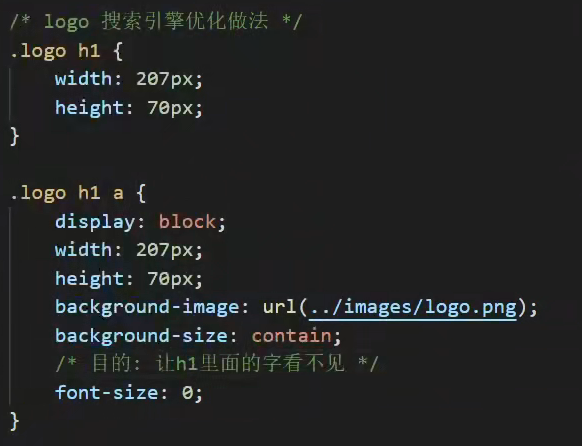 /* logo 搜索引擎优化做法 */
.logo h1 {
    width: 207px;
    height: 70px;
}
.logo h1 a {
    display: block;
    width: 207px;
    height: 70px;
    background-image: url(../images/logo.png);
    background-size: contain;
    /* 目的: 让h1里面的字看不见 */
    font-size: 0;
}